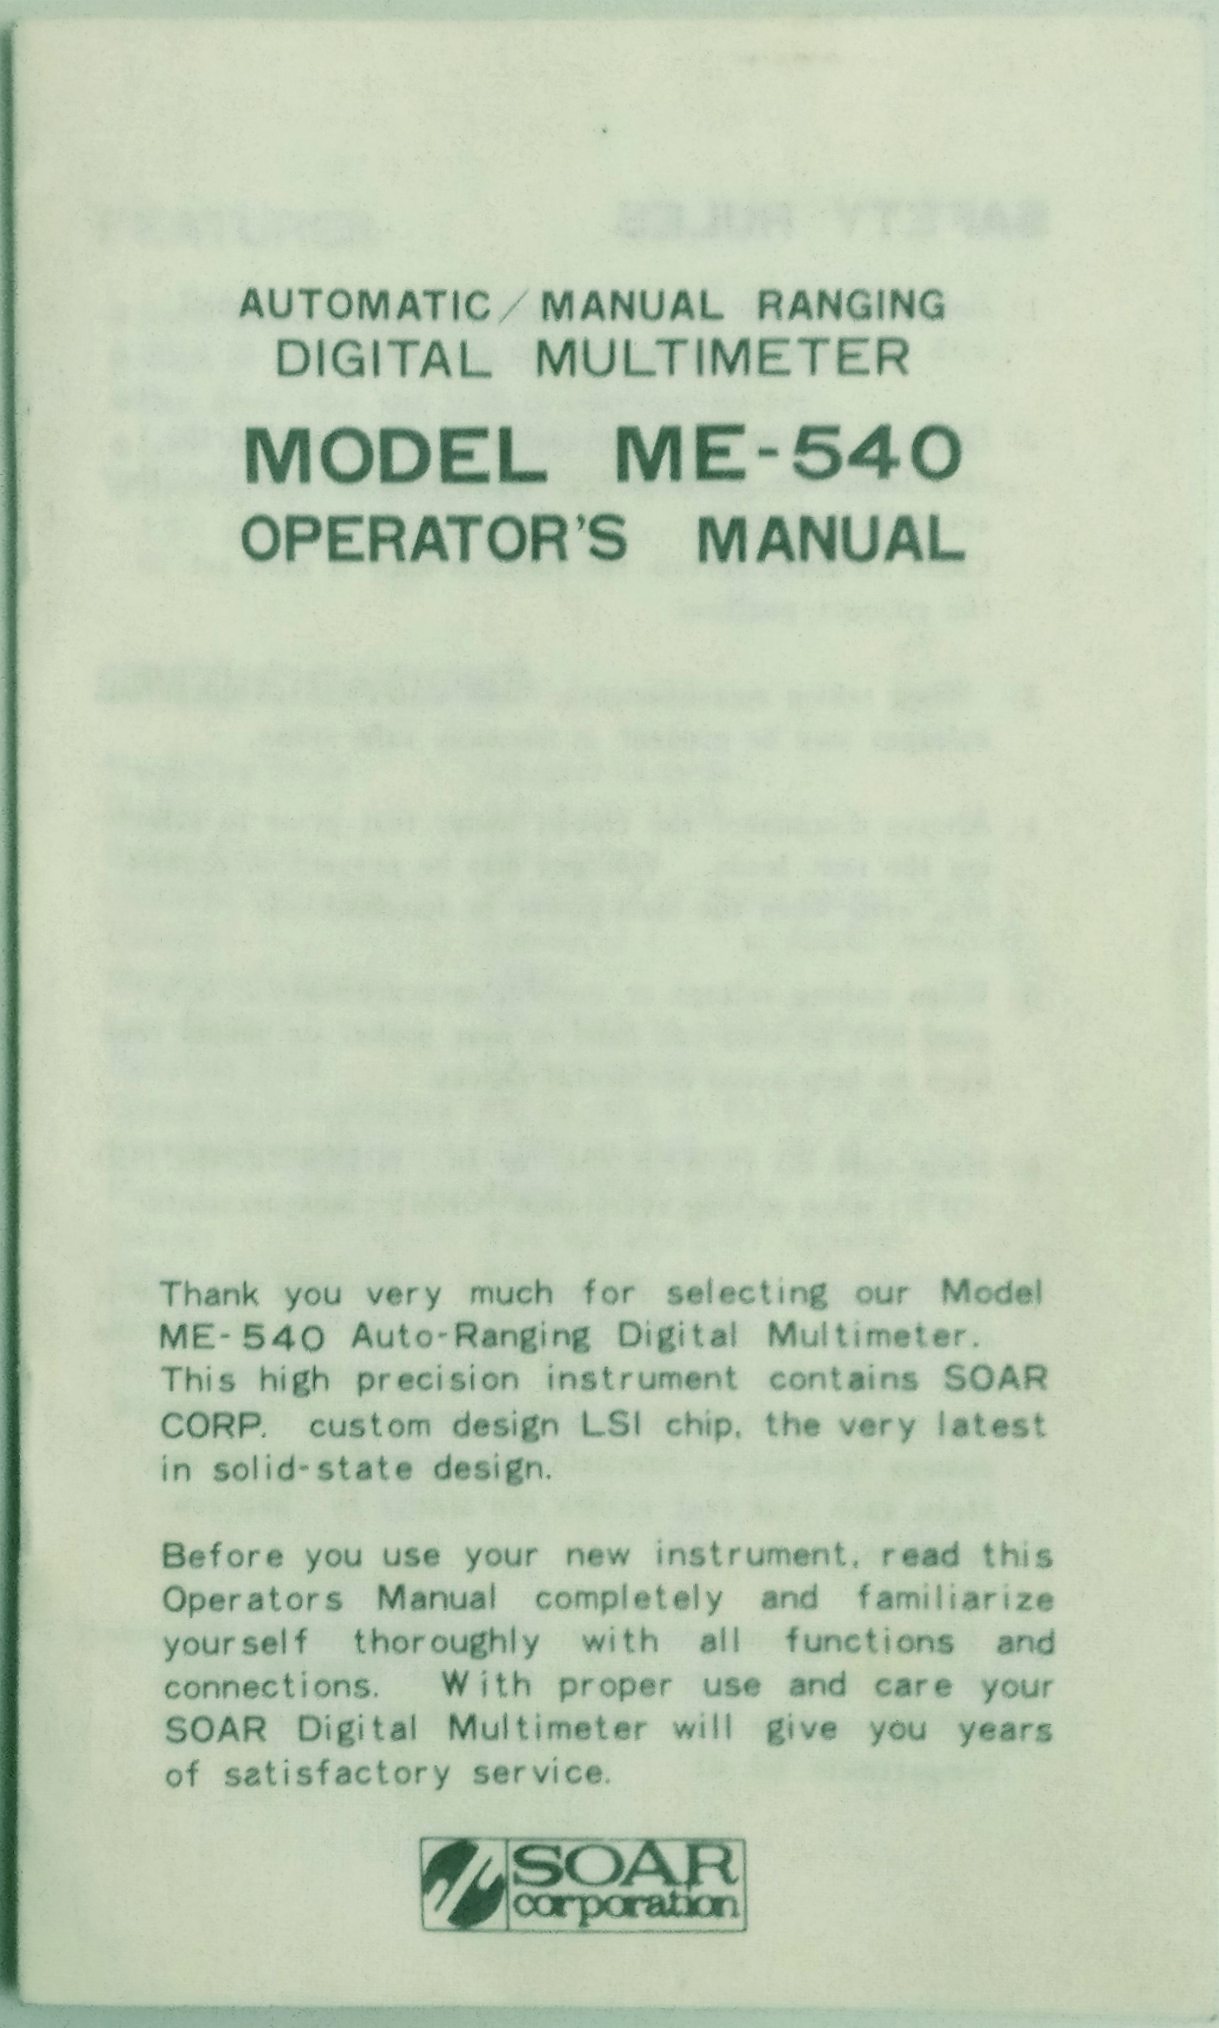 AUTOMATIC/MANUAL RANGING
DIGITAL MULTIMETER
MODEL ME-540
OPERATOR'S MANUAL
Thank you very much for selecting our Model
ME-540 Auto-Ranging Digital Multimeter.
This high precision instrument contains SOAR
CORP. custom design LSI chip, the very latest
in solid-state design.
Before you use your new instrument, read this
Operators Manual completely and familiarize
yourself thoroughly with all functions and
connections. With proper use and care your
SOAR Digital Multimeter will give you years
of satisfactory service.
SOAR
corporation